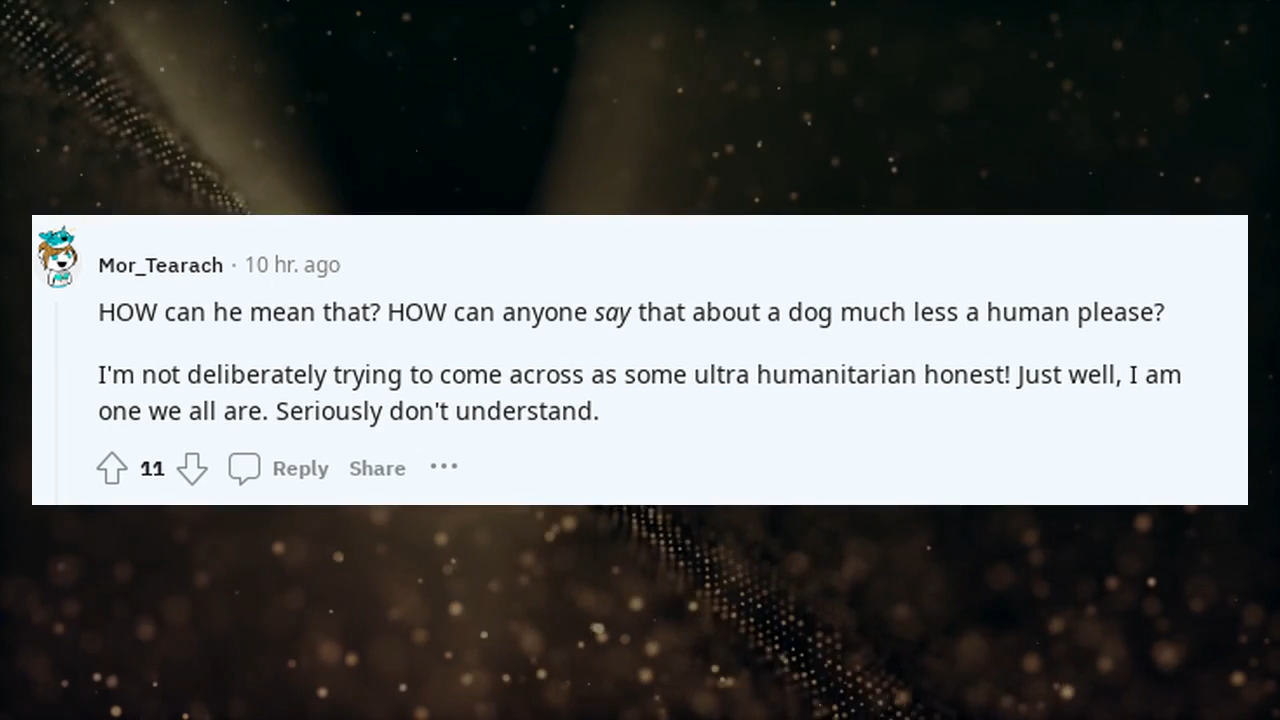 Mor_Tearach · 10 hr. ago
HOW can he mean that? HOW can anyone say that about a dog much less a human please?
I'm not deliberately trying to come across as some ultra humanitarian honest! Just well, I am
one we all are. Seriously don't understand.
11 Reply Share ···